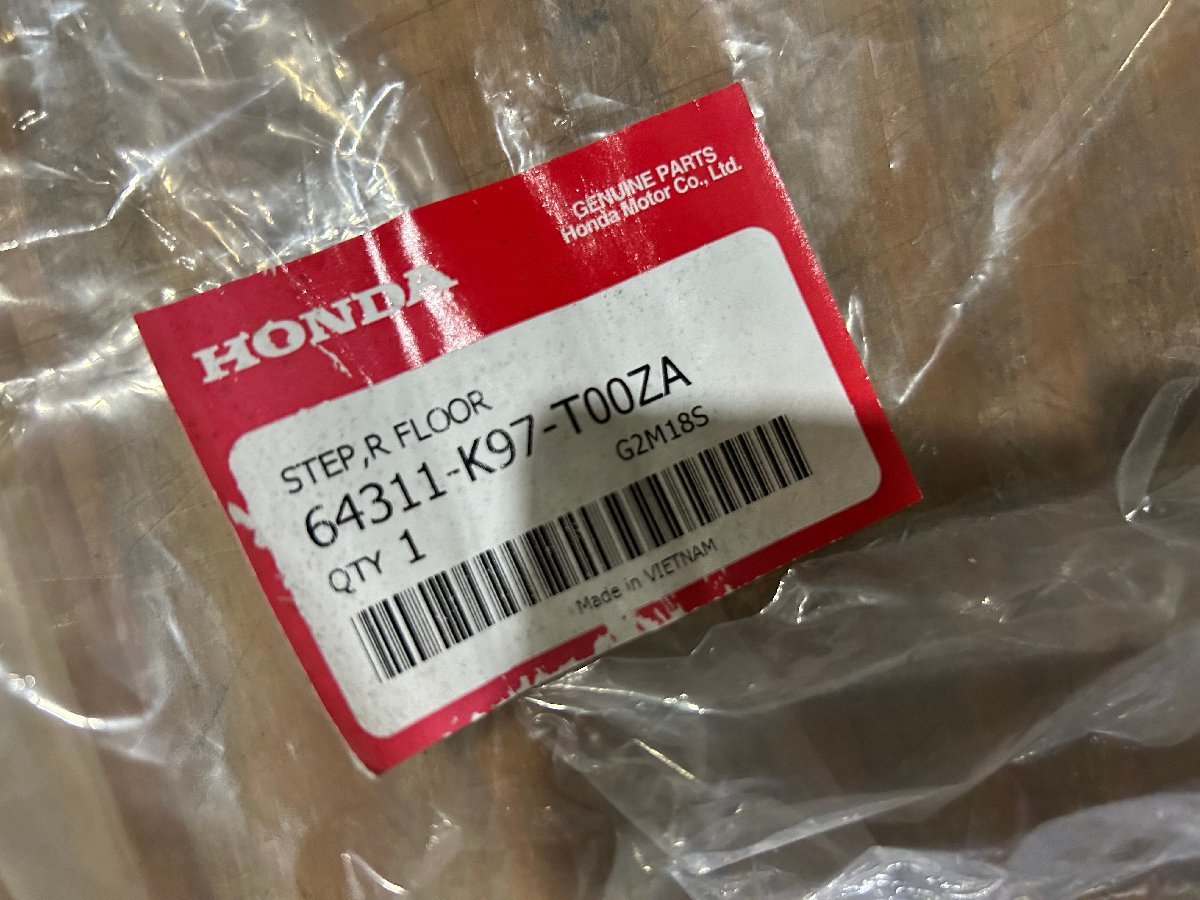 GENUINE PARTS
Honda Motor Co., Ltd.
HONDA
STEP,R FLOOR
64311-K97-T00ZA
QTY 1
G2M18S
Made in VIETNAM